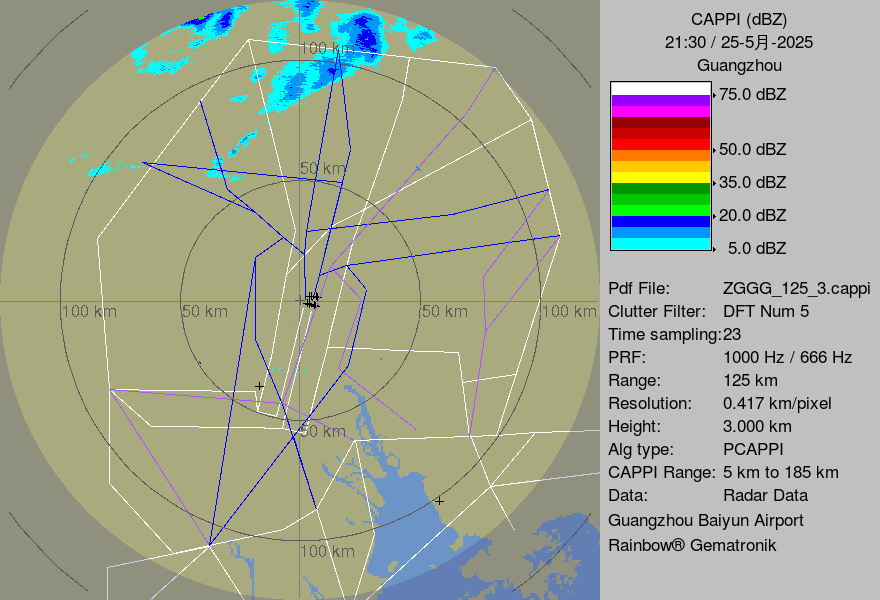 CAPPI (dBZ)
21:30 / 25-5月-2025
Guangzhou
75.0 dBZ
50.0 dBZ
35.0 dBZ
20.0 dBZ
5.0 dBZ
Pdf File: ZGGG_125_3.cappi
Clutter Filter: DFT Num 5
Time sampling:23
PRF: 1000 Hz / 666 Hz
Range: 125 km
Resolution: 0.417 km/pixel
Height: 3.000 km
Alg type: PCAPPI
CAPPI Range: 5 km to 185 km
Data: Radar Data
Guangzhou Baiyun Airport
Rainbow® Gematronik
100 km
50 km
100 km 50 km 50 km 100 km
50 km
100 km